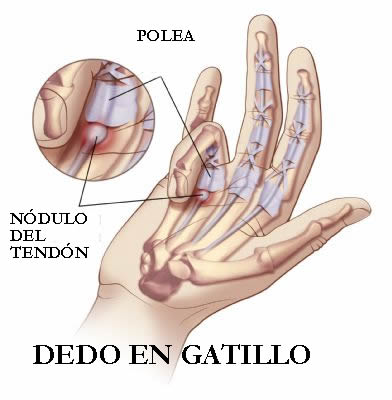 POLEA
NÓDULO
DEL
TENDÓN
DEDO EN GATILLO